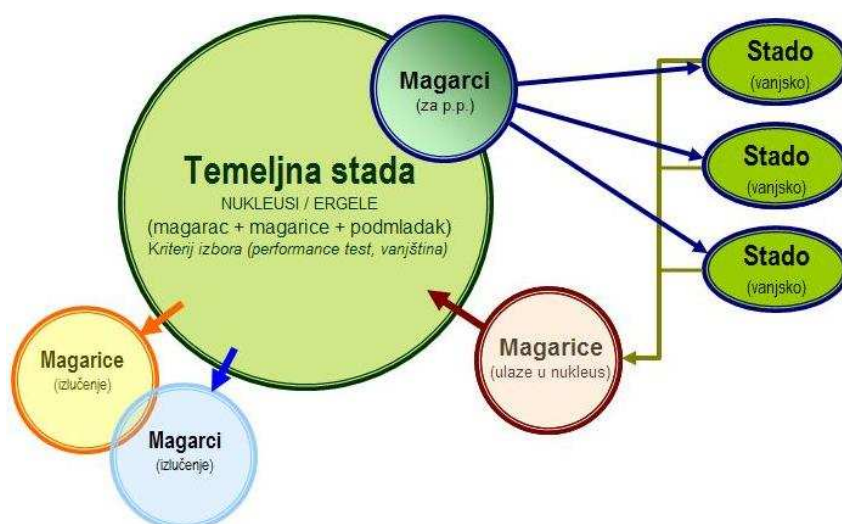 Magarci
(za p.p.)
Stado
(vanjsko)
Stado
(vanjsko)
Stado
(vanjsko)
Temeljna stada
NUKLEUSI / ERGELE
(magarac + magarice + podmladak)
Kriterij izbora (performance test, vanjština)
Magarice
(ulaze u nukleus)
Magarice
(izlučenje)
Magarci
(izlučenje)